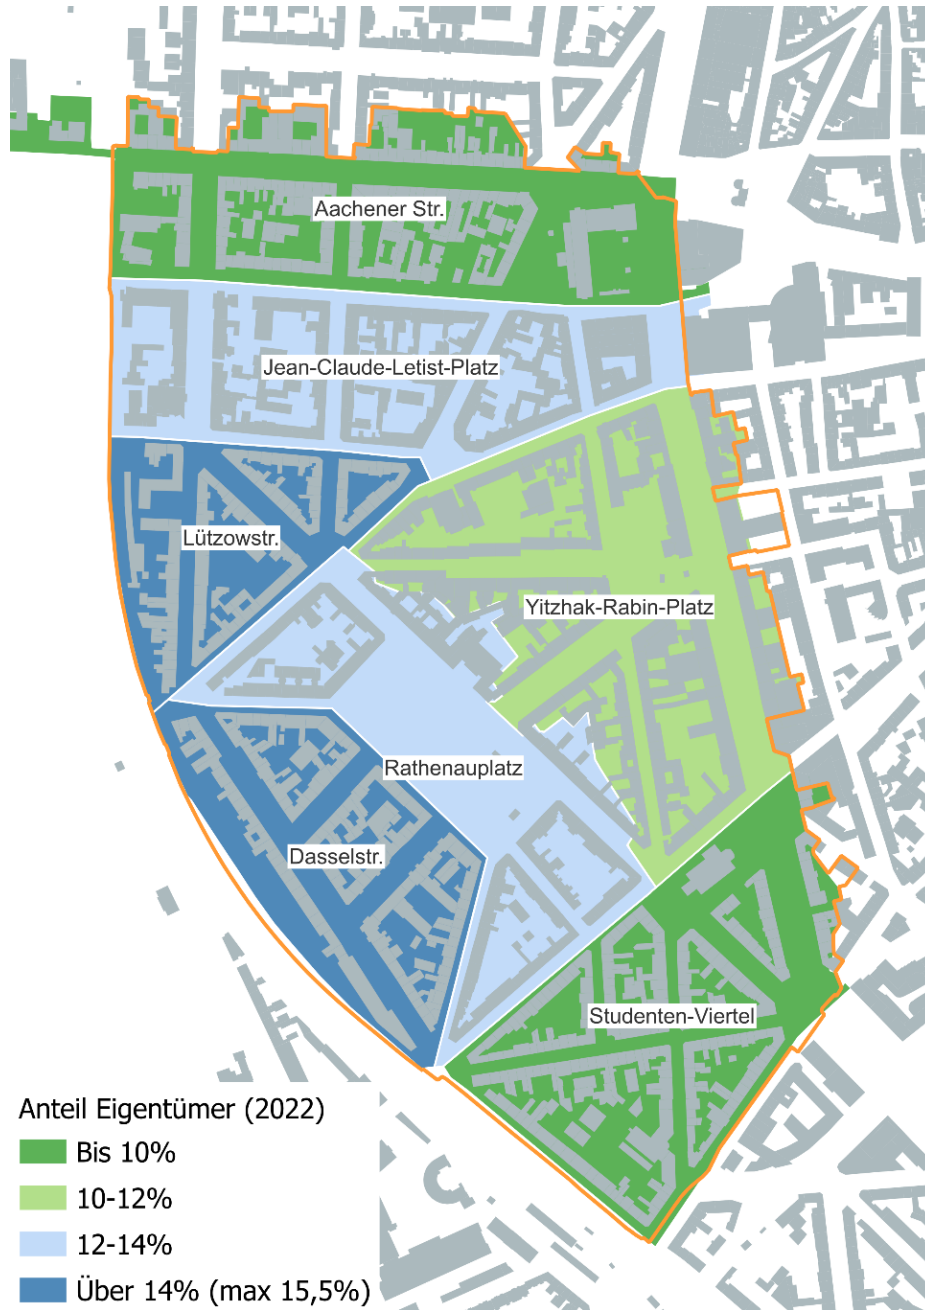 Aachener Str.
Jean-Claude-Letist-Platz
Lützowstr.
Yitzhak-Rabin-Platz
Rathenauplatz
Dasselstr.
Studenten-Viertel
Anteil Eigentümer (2022)
Bis 10%
10-12%
12-14%
Über 14% (max 15,5%)